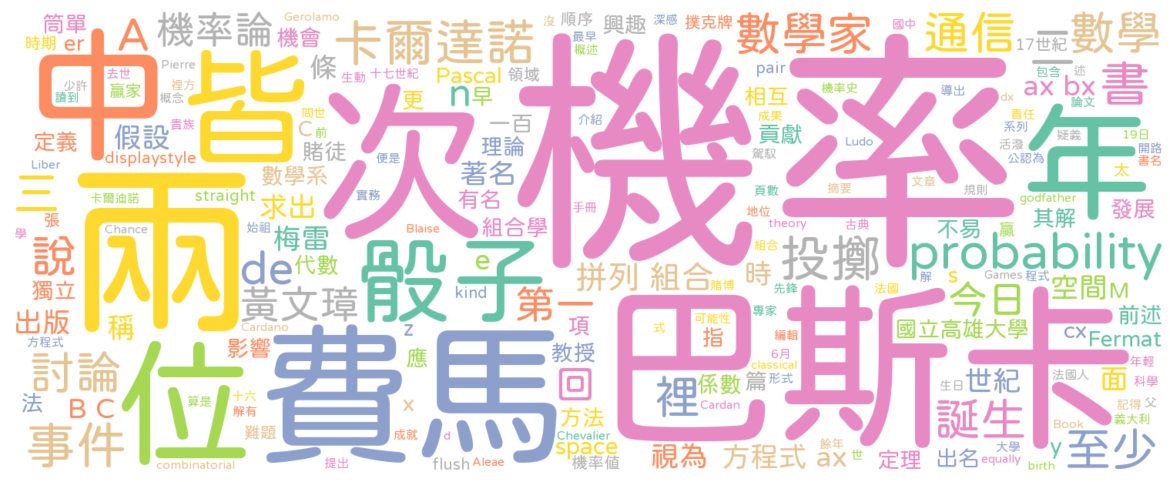 筒單 機率論 機會 Gerolamo 沒 順序 興趣 深感 撲克牌 國中 數學家 通信 二 數學
時期 er A 卡爾達諾 最早 概述 17世紀 包含 述
中 皆 條 Pascal 領域 pair 機率史 導出 ax bx 書
少許 去世 Pierre 生動 十七世紀 裡方 n 早 更 相互 成果 dx 論文
讀到 概念 贏家 次 機率 年
定義 貴族 假設 問世 C 前 一百 介紹 貢獻 責任 系列 疑義 19日
displaystyle 賭徒 理論 駕馭 Ludo 活潑 公認為 開路 書名
Liber 兩 數學系 便是 著名 頁數 摘要 文章 規則 太
三 卡爾迪諾 straight 實務 有名 手冊 地位 古典 godfather 贏 其解 發展
張 學 Chance 求出 始祖 Blaise 組合學 theory 不易
說 梅雷 骰子 e 組合 時 投擲 probability
獨立 代數 de kind 拼列 組合 賭博 先鋒 解 s Games 程式 空間 M
出版 稱 黃文璋 第一 可能性 式 專家 法國 今日 前述
方程式 Cardano 影響 z 項 指 編輯 國立高雄大學 cx Fermat
位 費馬 應 教授 巴斯卡
討論 法 B C 十六 回 裡 6月 classical 世紀 面 年輕 科學
算是 解有 x 方法 係數 篇 形式 誕生 法國人 記得 父
事件 難題 成就 d Chevalier space Cardan 餘年 生日 Book 義大利
combinatorial 提出 flush Aleae 機率值 視為 方程式 ax 世 定理 大學 出名 equally birth y 至少